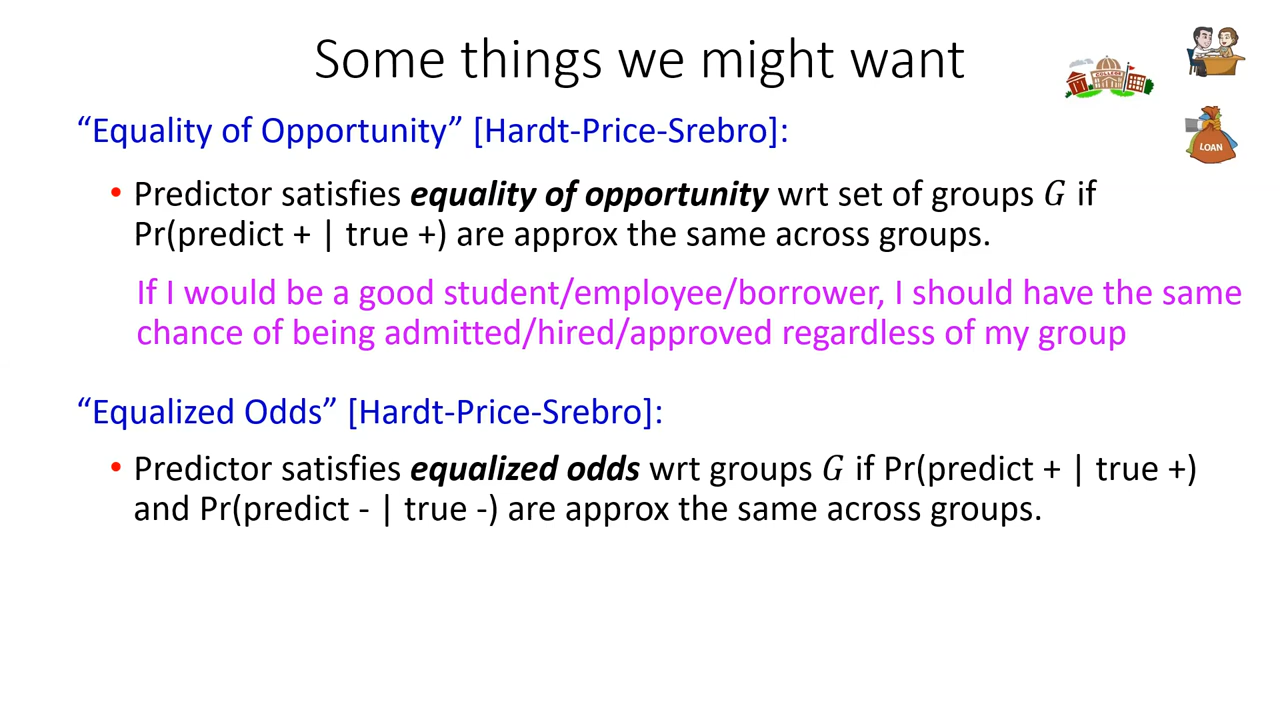 Some things we might want
COLLEGE
LOAN
“Equality of Opportunity” [Hardt-Price-Srebro]:
• Predictor satisfies equality of opportunity wrt set of groups G if
Pr(predict + | true +) are approx the same across groups.
If I would be a good student/employee/borrower, I should have the same
chance of being admitted/hired/approved regardless of my group
“Equalized Odds” [Hardt-Price-Srebro]:
• Predictor satisfies equalized odds wrt groups G if Pr(predict + | true +)
and Pr(predict - | true -) are approx the same across groups.